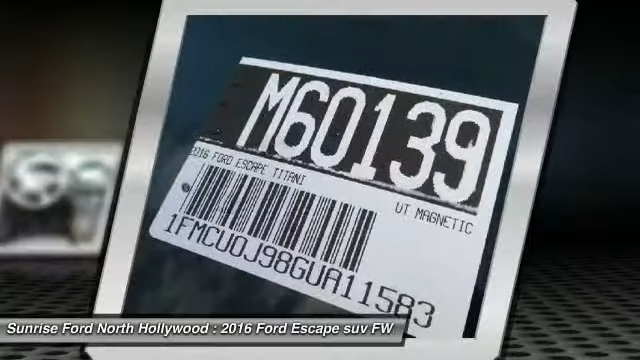 M60139
2016 FORD ESCAPE TITANI
UT MAGNETIC
1FMCU0J98GUA11583
Sunrise Ford North Hollywood : 2016 Ford Escape suv FW